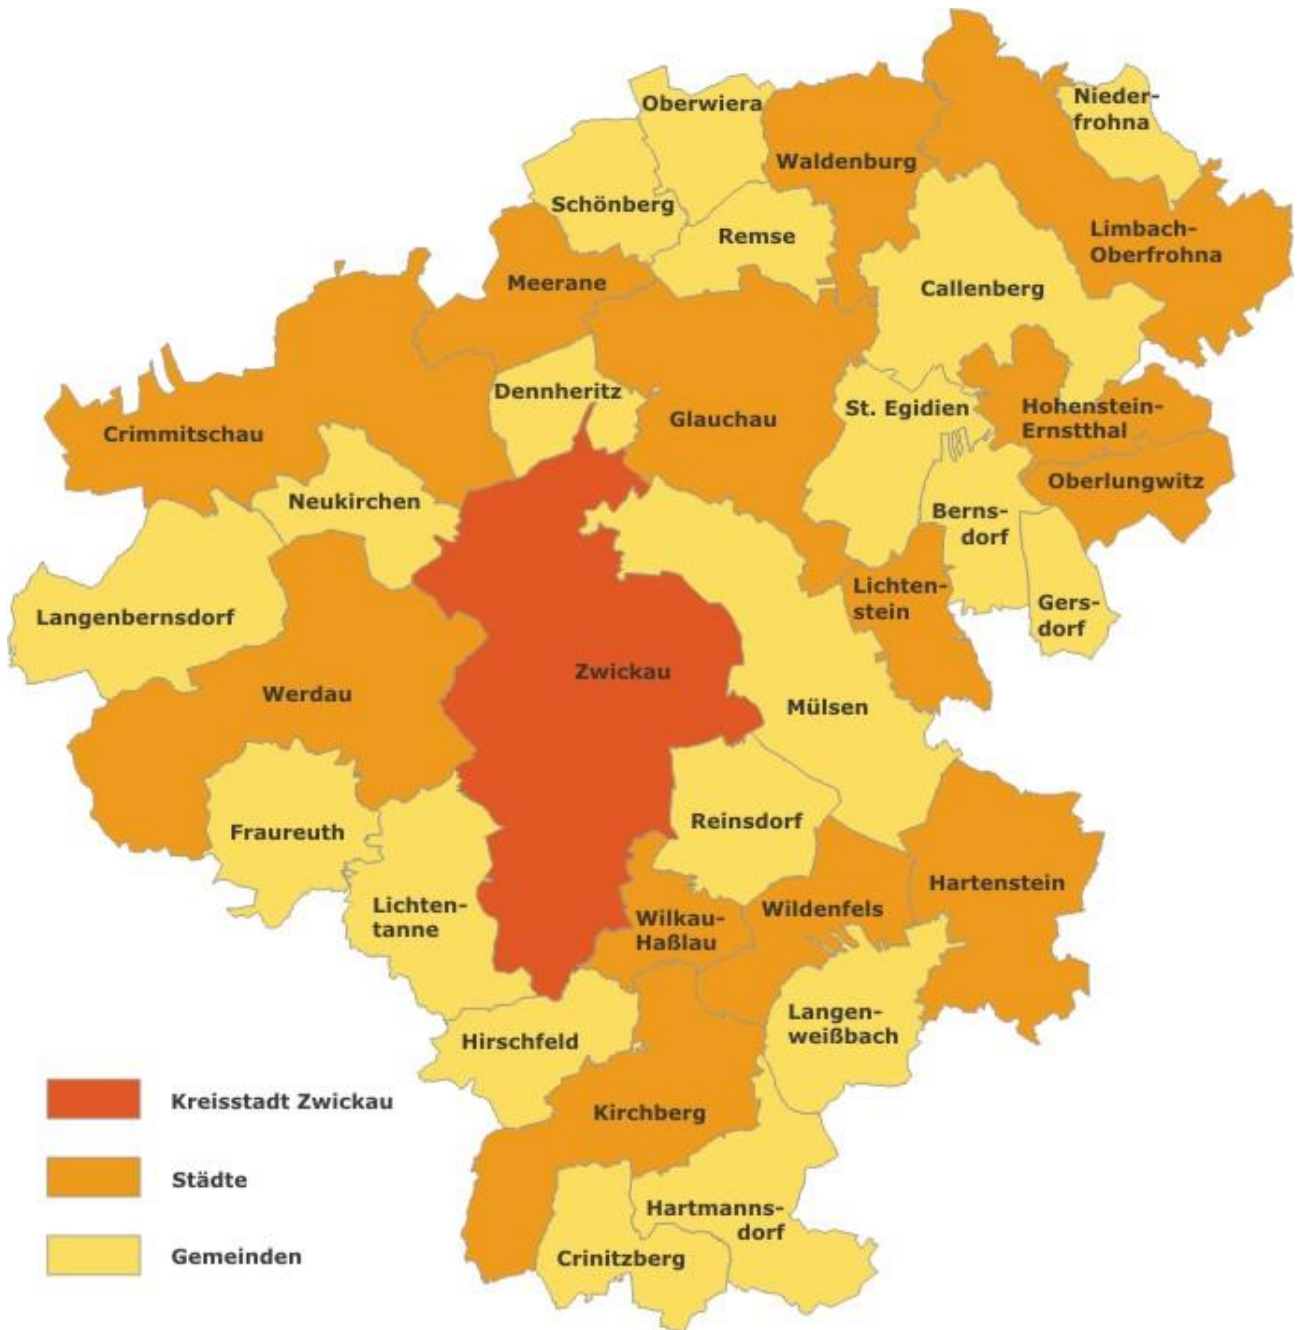 Oberwiera
Nieder-
frohna
Waldenburg
Schönberg
Remse
Limbach-
Oberfrohna
Meerane
Callenberg
Dennheritz
Glauchau
St. Egidien
Hohenstein-
Ernstthal
Crimmitschau
Neukirchen
Oberlungwitz
Berns-
dorf
Langenbernsdorf
Lichten-
stein
Gers-
dorf
Zwickau
Werdau
Mülsen
Fraureuth
Reinsdorf
Hartenstein
Lichten-
tanne
Wilkau-
Haßlau
Wildenfels
Langen-
weißbach
Hirschfeld
Kirchberg
Hartmanns-
dorf
Crinitzberg
Kreisstadt Zwickau
Städte
Gemeinden